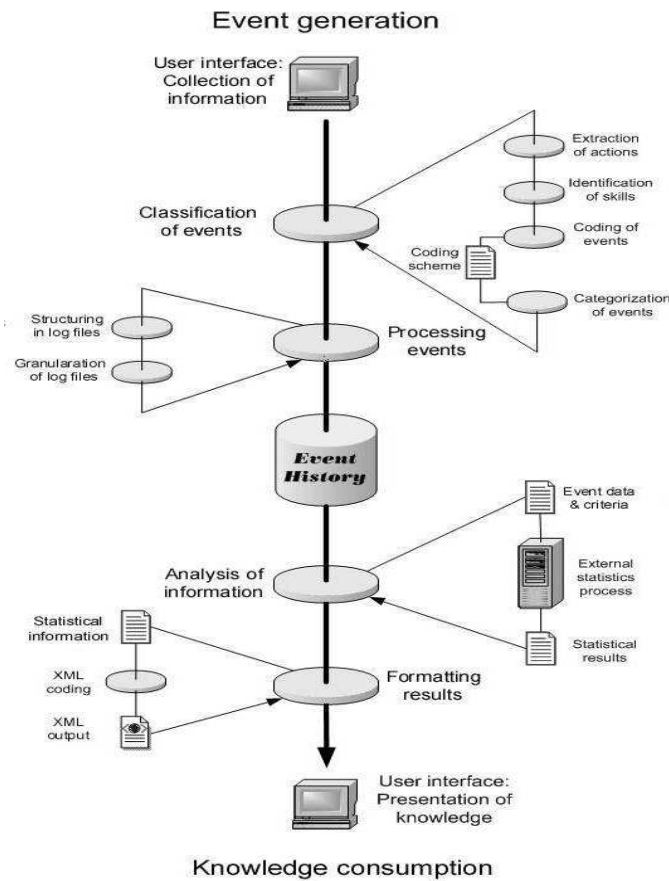 Event generation
User interface:
Collection of
information
Extraction
of actions
Identification
of skills
Classification
of events
Coding of
events
Coding
scheme
Categorization
of events
Structuring
in log files
Processing
events
Granularation
of log files
Event
History
Event data
& criteria
Analysis of
information
External
statistics
process
Statistical
information
Statistical
results
XML
coding
Formatting
results
XML
output
User interface:
Presentation of
knowledge
Knowledge consumption